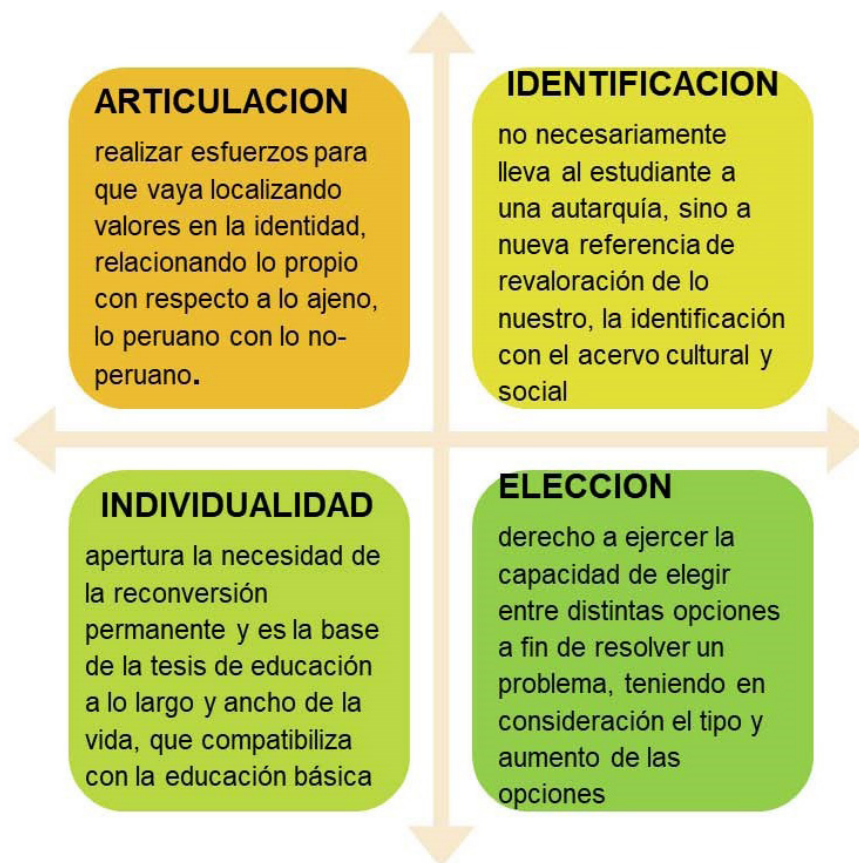 ARTICULACION
realizar esfuerzos para
que vaya localizando
valores en la identidad,
relacionando lo propio
con respecto a lo ajeno,
lo peruano con lo no-
peruano.
IDENTIFICACION
no necesariamente
lleva al estudiante a
una autarquía, sino a
nueva referencia de
revaloración de lo
nuestro, la identificación
con el acervo cultural y
social
INDIVIDUALIDAD
apertura la necesidad de
la reconversión
permanente y es la base
de la tesis de educación
a lo largo y ancho de la
vida, que compatibiliza
con la educación básica
ELECCION
derecho a ejercer la
capacidad de elegir
entre distintas opciones
a fin de resolver un
problema, teniendo en
consideración el tipo y
aumento de las
opciones